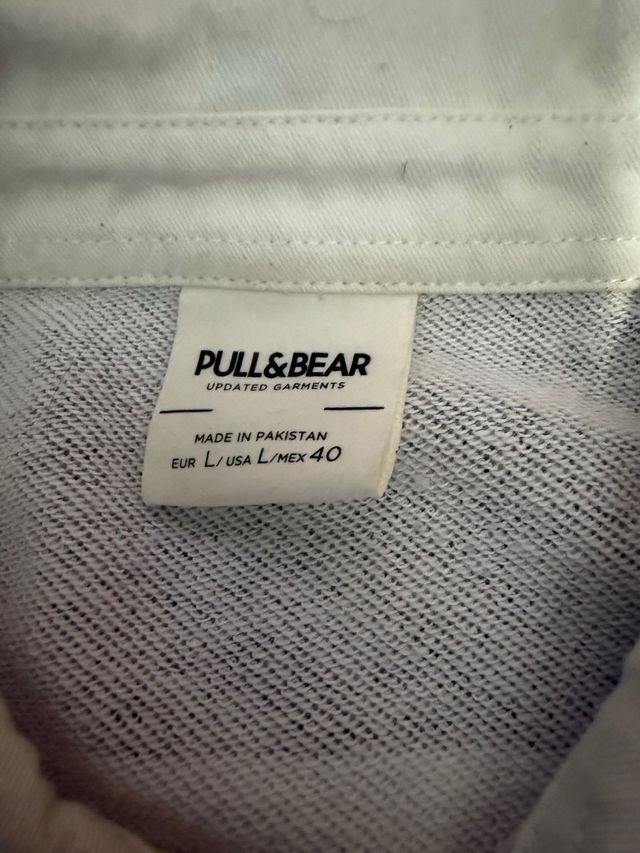 PULL&BEAR
UPDATED GARMENTS
MADE IN PAKISTAN
EUR L/USA L/MEX 40